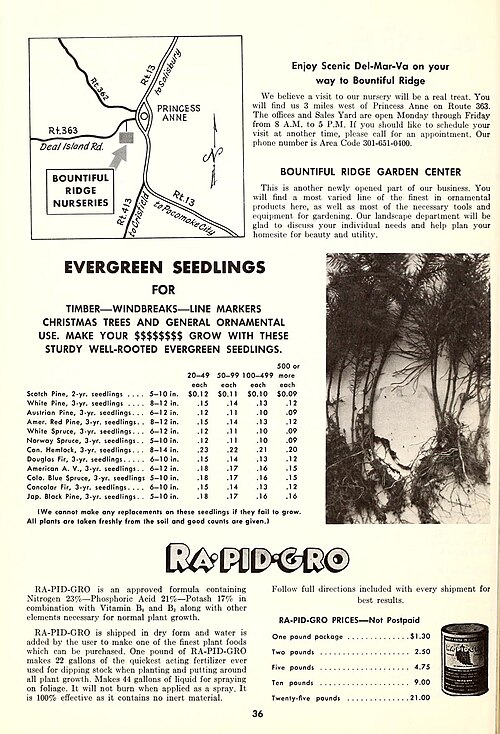 Rt.13
to Salisbury
Rt.362
PRINCESS
ANNE
Rt.363
Deal Island Rd.
N
S
BOUNTIFUL
RIDGE
NURSERIES
Rt.413
to Crisfield
Rt.13
to Pocomoke City
Enjoy Scenic Del-Mar-Va on your
way to Bountiful Ridge
We believe a visit to our nursery will be a real treat. You
will find us 3 miles west of Princess Anne on Route 363.
The offices and Sales Yard are open Monday through Friday
from 8 A.M. to 5 P.M. If you should like to schedule your
visit at another time, please call for an appointment. Our
phone number is Area Code 301-651-0400.
BOUNTIFUL RIDGE GARDEN CENTER
This is another newly opened part of our business. You
will find a most varied line of the finest in ornamental
products here, as well as most of the necessary tools and
equipment for gardening. Our landscape department will be
glad to discuss your individual needs and help plan your
homesite for beauty and utility.
EVERGREEN SEEDLINGS
FOR
TIMBER—WINDBREAKS—LINE MARKERS
CHRISTMAS TREES AND GENERAL ORNAMENTAL
USE. MAKE YOUR $$$$$$$$ GROW WITH THESE
STURDY WELL-ROOTED EVERGREEN SEEDLINGS.
500 or
20-49 50-99 100-499 more
each each each each
Scotch Pine, 2-yr. seedlings .... 5-10 in. $0.12 $0.11 $0.10 $0.09
White Pine, 3-yr. seedlings .... 8-12 in. .15 .14 .13 .12
Austrian Pine, 3-yr. seedlings... 6-12 in. .12 .11 .10 .09
Amer. Red Pine, 3-yr. seedlings... 8-12 in. .15 .14 .13 .12
White Spruce, 3-yr. seedlings... 6-12 in. .12 .11 .10 .09
Norway Spruce, 3-yr. seedlings... 5-10 in. .12 .11 .10 .09
Can. Hemlock, 3-yr. seedlings.... 8-14 in. .23 .22 .21 .20
Douglas Fir, 3-yr. seedlings.... 6-10 in. .15 .14 .13 .12
American A. V., 3-yr. seedlings... 6-12 in. .18 .17 .16 .15
Colo. Blue Spruce, 3-yr. seedlings. 5-10 in. .18 .17 .16 .15
Concolor Fir, 3-yr. seedlings... 6-10 in. .15 .14 .13 .12
Jap. Black Pine, 3-yr. seedlings... 5-10 in. .18 .17 .16 .16
(We cannot make any replacements on these seedlings if they fail to grow.
All plants are taken freshly from the soil and good counts are given.)
RA·PID·GRO
RA-PID-GRO is an approved formula containing
Nitrogen 23%—Phosphoric Acid 21%—Potash 17% in
combination with Vitamin B₁ and B₂ along with other
elements necessary for normal plant growth.
RA-PID-GRO is shipped in dry form and water is
added by the user to make one of the finest plant foods
which can be purchased. One pound of RA-PID-GRO
makes 22 gallons of the quickest acting fertilizer ever
used for dipping stock when planting and putting around
all plant growth. Makes 44 gallons of liquid for spraying
on foliage. It will not burn when applied as a spray. It
is 100% effective as it contains no inert material.
Follow full directions included with every shipment for
best results.
RA-PID-GRO PRICES—Not Postpaid
One pound package ............$1.30
Two pounds ................ 2.50
Five pounds ................ 4.75
Ten pounds ................. 9.00
Twenty-five pounds .............21.00
36